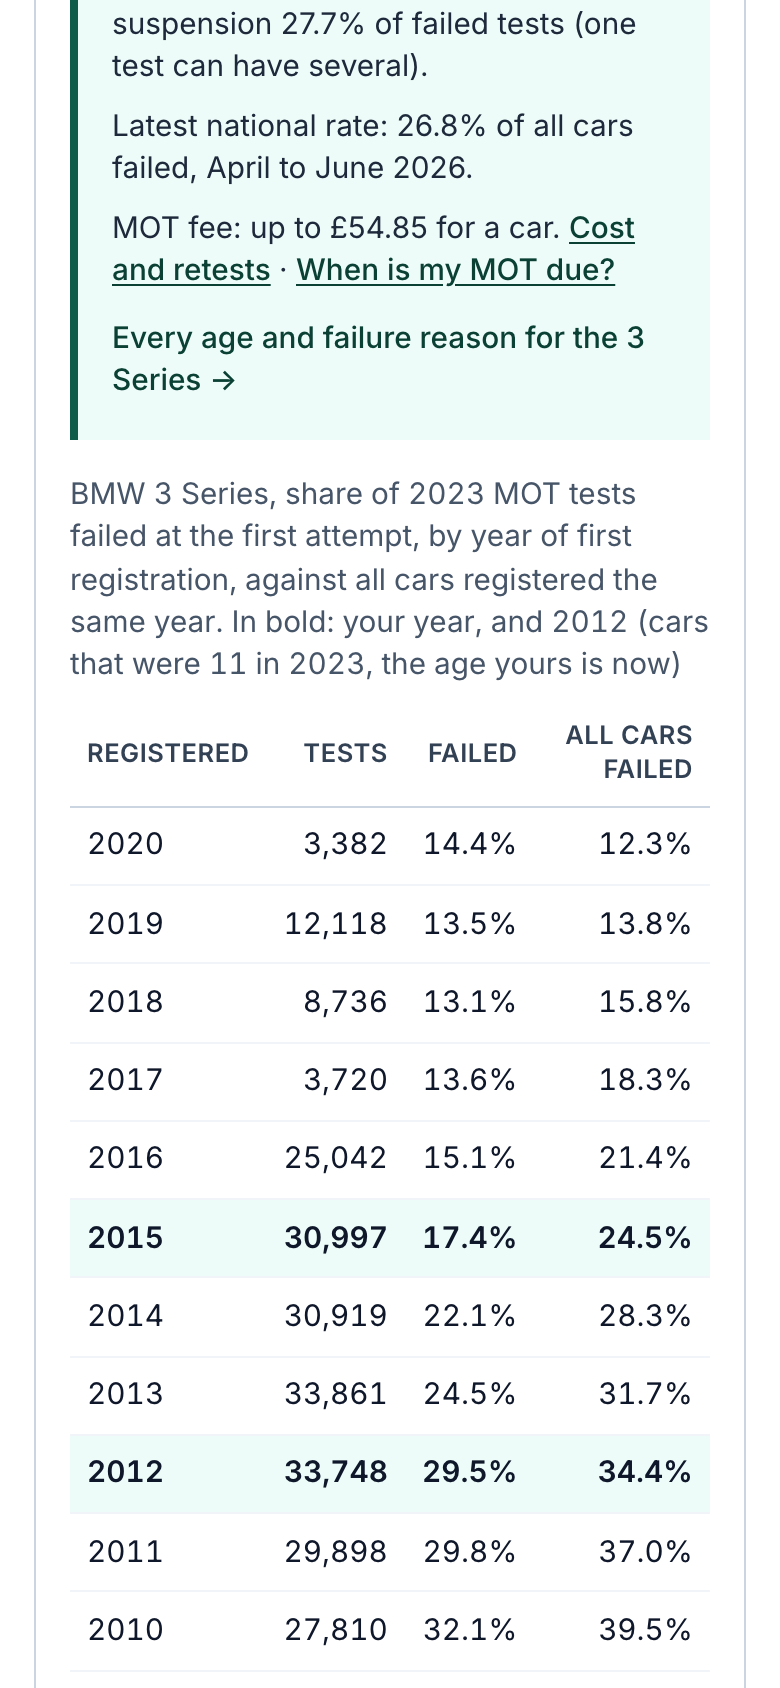 suspension 27.7% of failed tests (one
test can have several).
Latest national rate: 26.8% of all cars
failed, April to June 2026.
MOT fee: up to £54.85 for a car. Cost
and retests · When is my MOT due?
Every age and failure reason for the 3
Series →
BMW 3 Series, share of 2023 MOT tests
failed at the first attempt, by year of first
registration, against all cars registered the
same year. In bold: your year, and 2012 (cars
that were 11 in 2023, the age yours is now)
REGISTERED TESTS FAILED ALL CARS
FAILED
2020 3,382 14.4% 12.3%
2019 12,118 13.5% 13.8%
2018 8,736 13.1% 15.8%
2017 3,720 13.6% 18.3%
2016 25,042 15.1% 21.4%
2015 30,997 17.4% 24.5%
2014 30,919 22.1% 28.3%
2013 33,861 24.5% 31.7%
2012 33,748 29.5% 34.4%
2011 29,898 29.8% 37.0%
2010 27,810 32.1% 39.5%